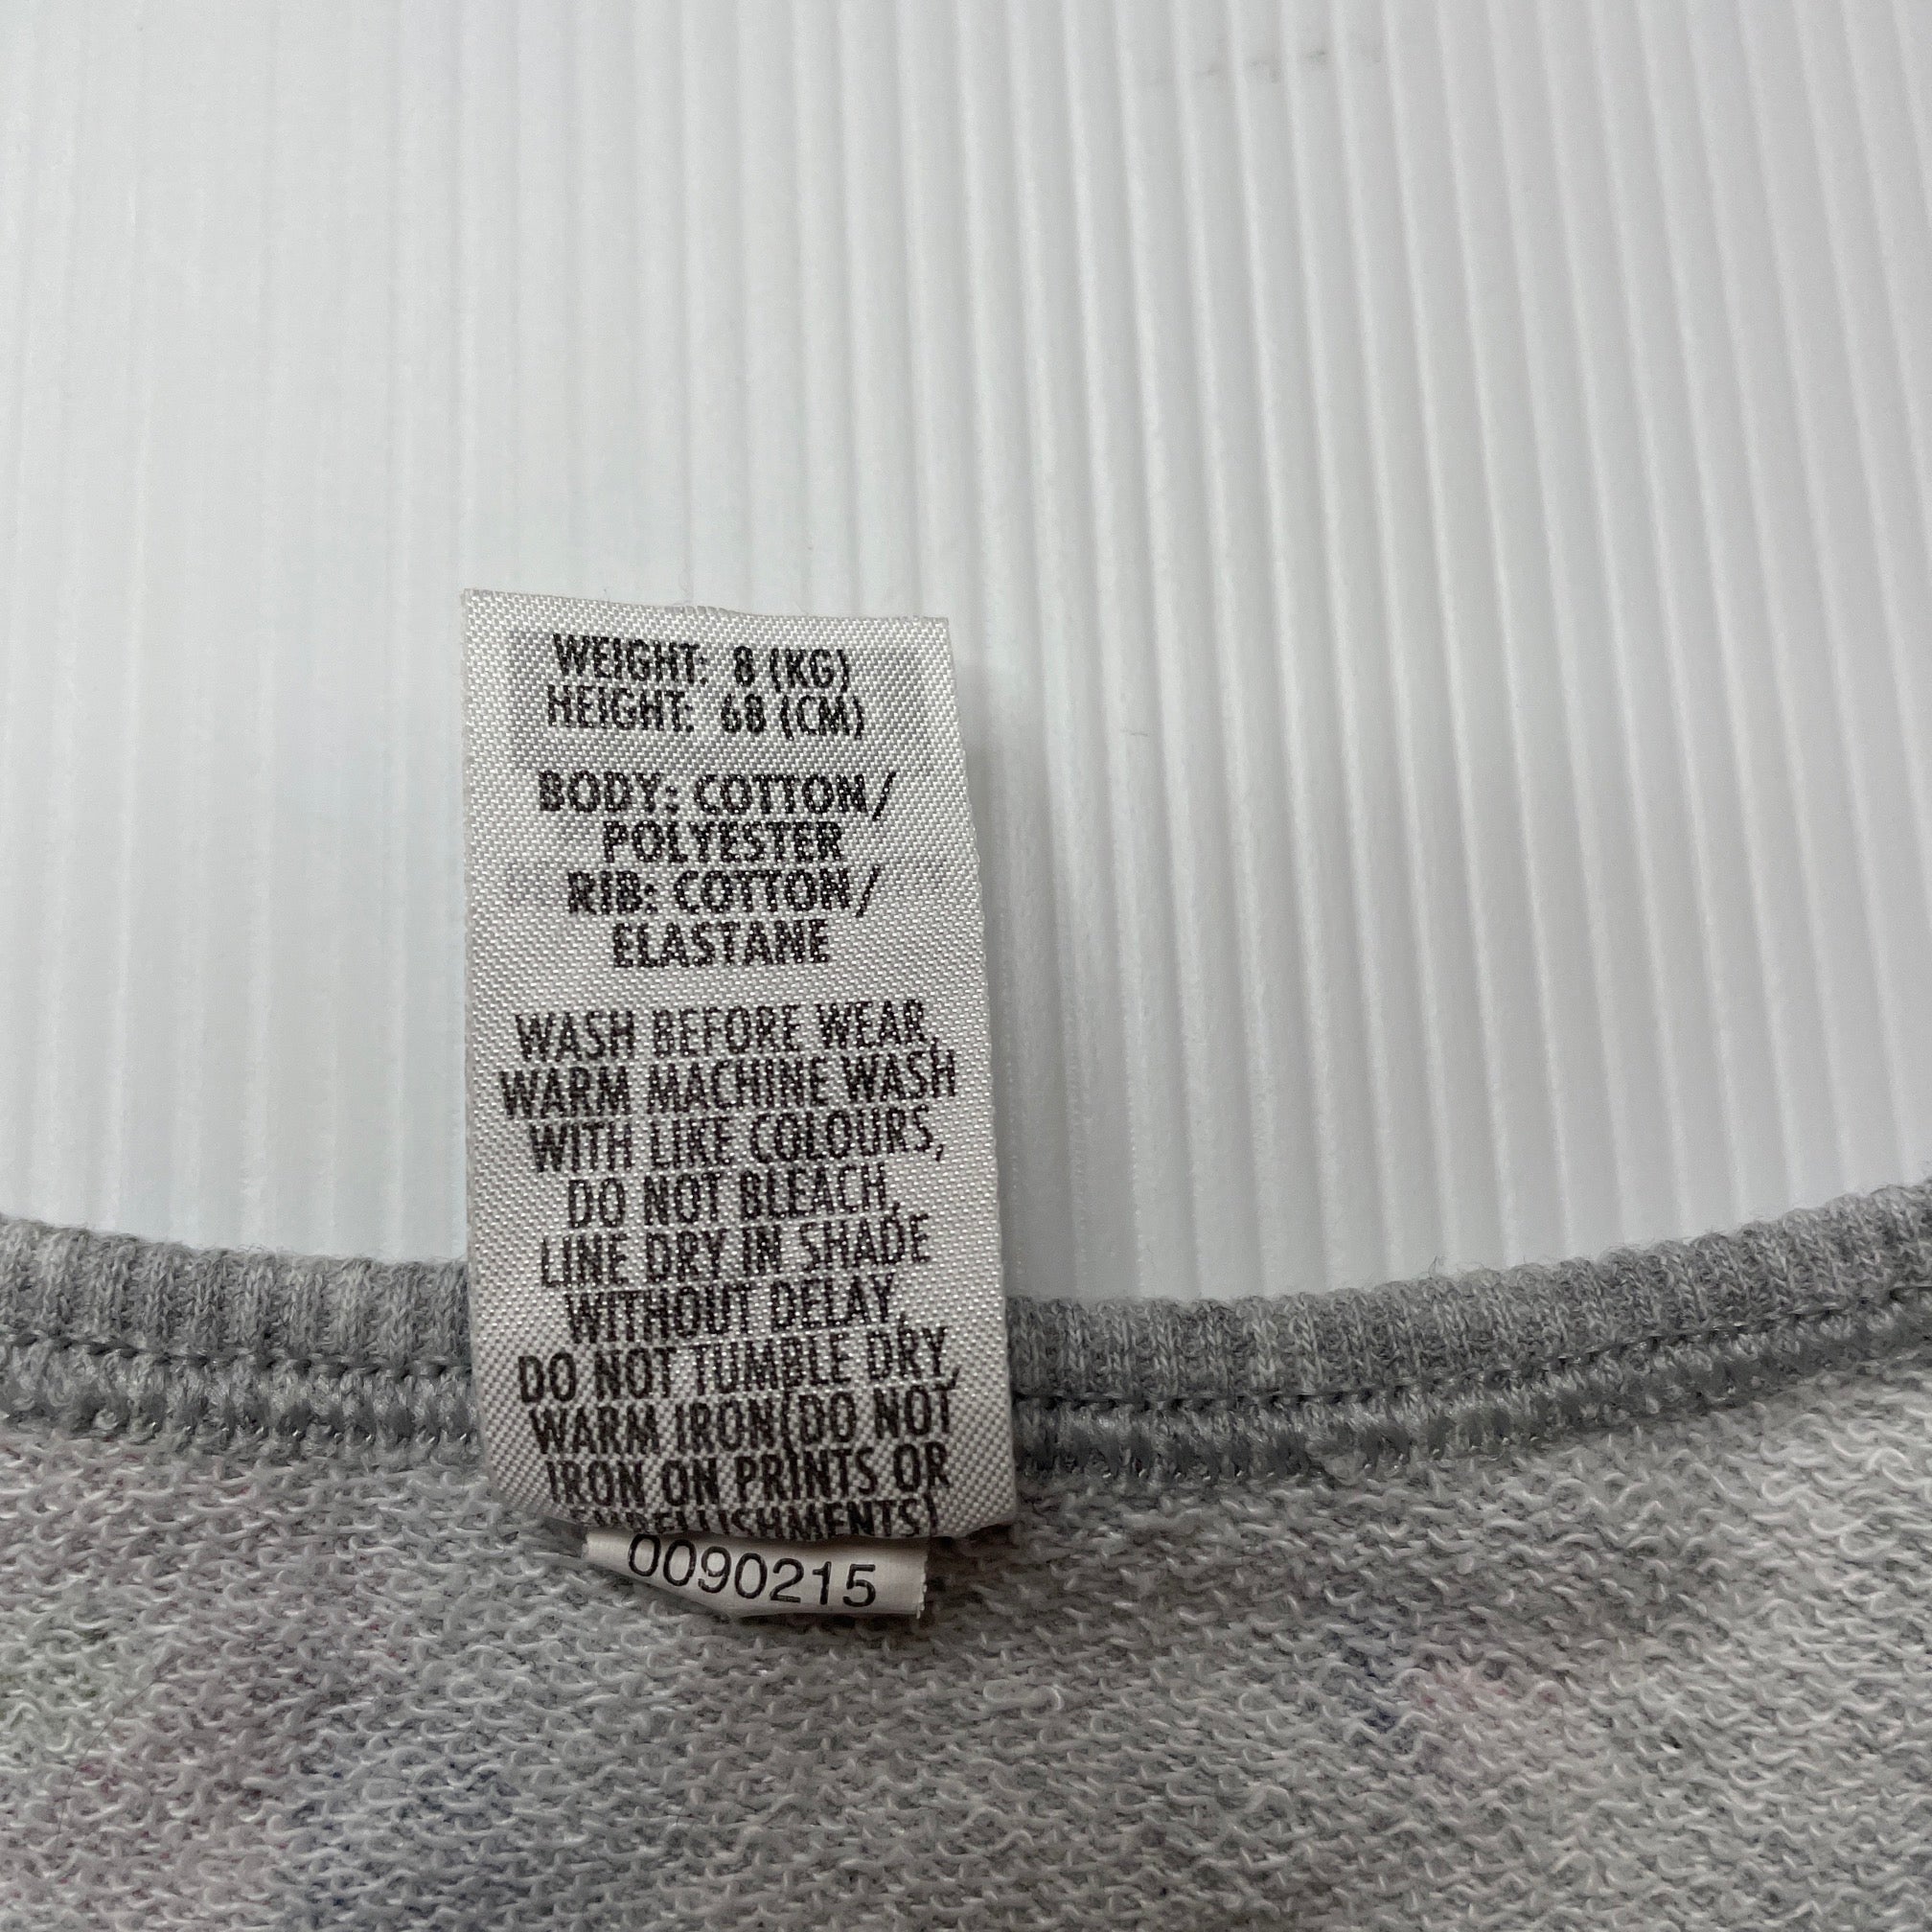 WEIGHT: 8 (KG)
HEIGHT: 68 (CM)
BODY: COTTON/
POLYESTER
RIB: COTTON/
ELASTANE
WASH BEFORE WEAR,
WARM MACHINE WASH
WITH LIKE COLOURS,
DO NOT BLEACH,
LINE DRY IN SHADE
WITHOUT DELAY,
DO NOT TUMBLE DRY,
WARM IRON(DO NOT
IRON ON PRINTS OR
EMBELLISHMENTS)
0090215